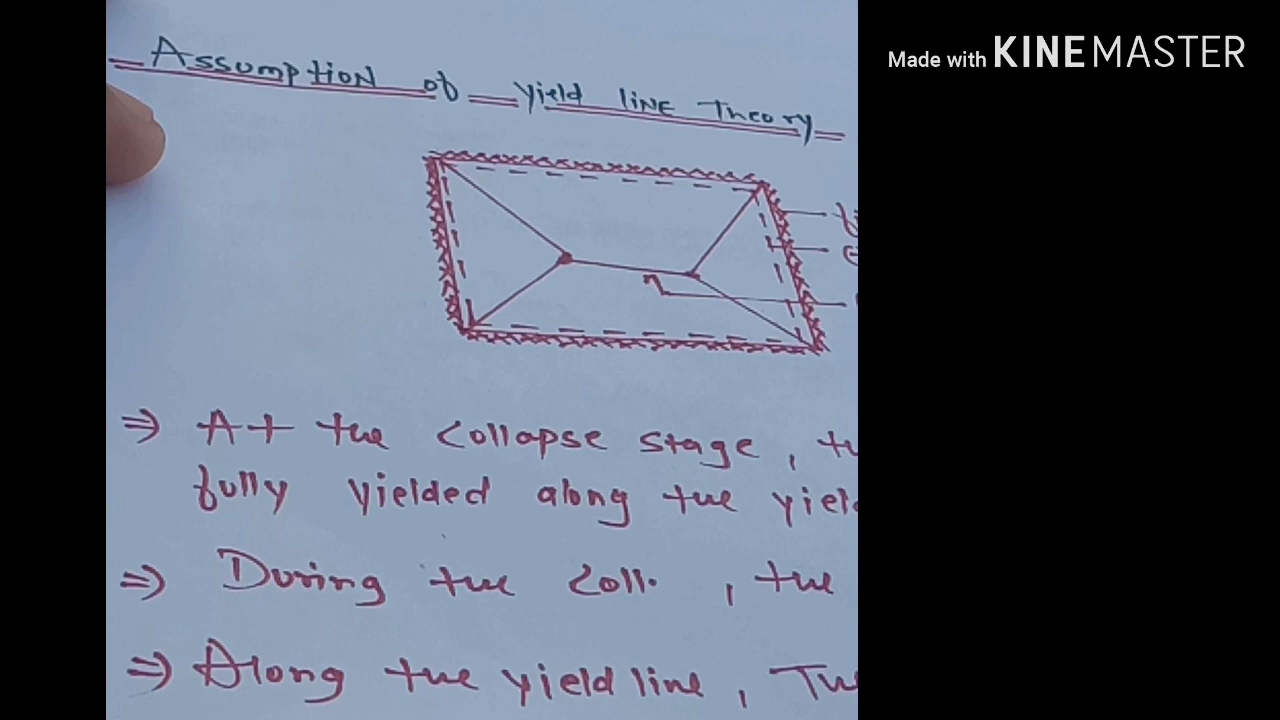 Assumption of Yield line Theory
⇒ At the collapse stage,
fully yielded along the
⇒ During the coll. , the
⇒ Along the yield line,
Made with KINEMASTER